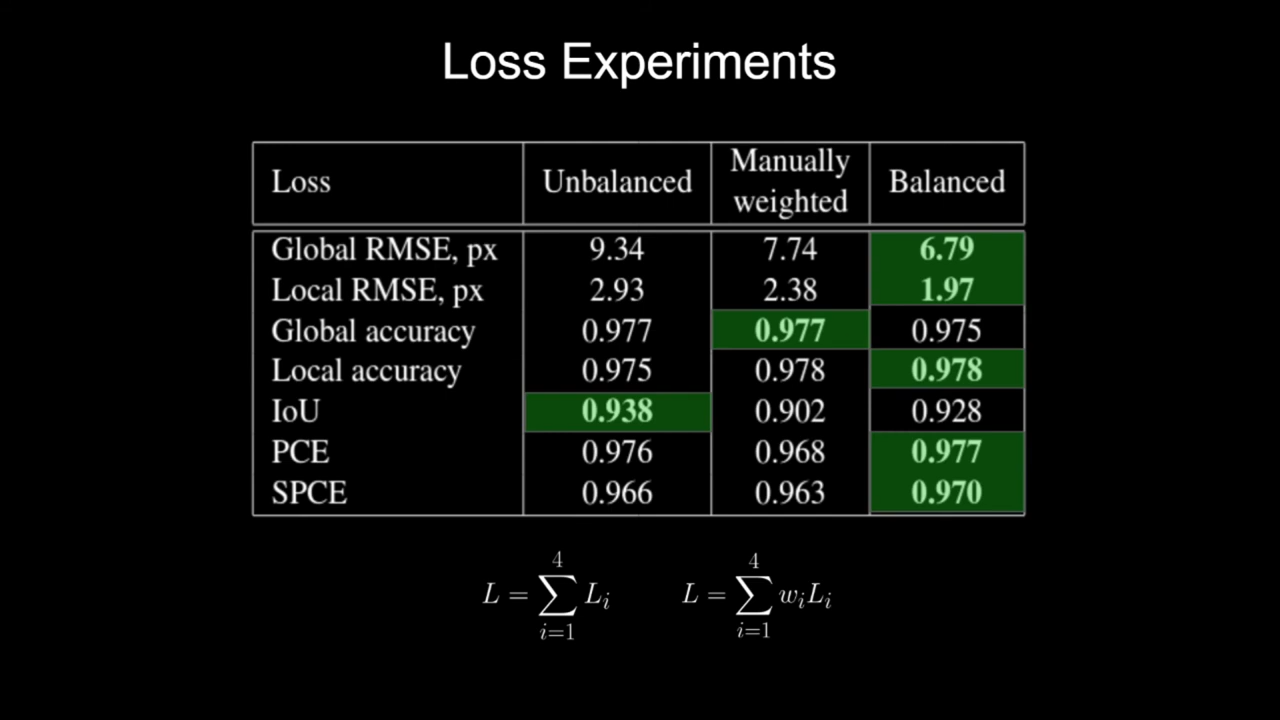 Loss Experiments
Loss Unbalanced Manually weighted Balanced
Global RMSE, px 9.34 7.74 6.79
Local RMSE, px 2.93 2.38 1.97
Global accuracy 0.977 0.977 0.975
Local accuracy 0.975 0.978 0.978
IoU 0.938 0.902 0.928
PCE 0.976 0.968 0.977
SPCE 0.966 0.963 0.970
L = \sum_{i=1}^{4} L_i L = \sum_{i=1}^{4} w_i L_i